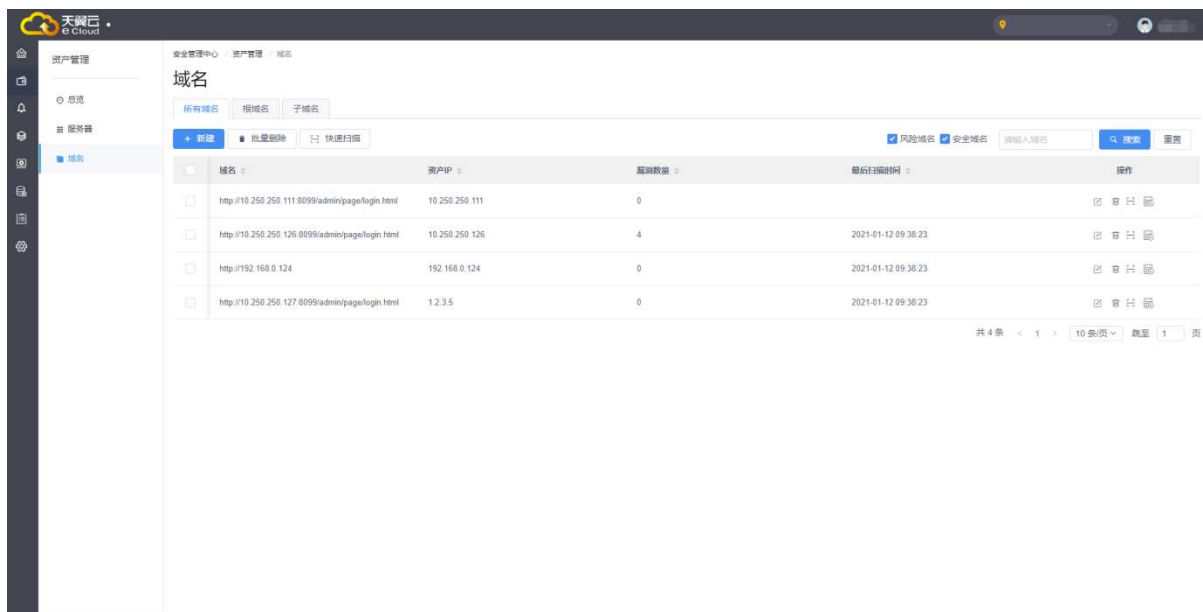 天翼云
e Cloud
资产管理
总览
服务器
域名
安全管理中心 / 资产管理 / 域名
域名
所有域名 根域名 子域名
+ 新建 批量删除 快速扫描 风险域名 安全域名 请输入域名 搜索 重置
域名 资产IP 漏洞数量 最后扫描时间 操作
http://10.250.250.111:8099/admin/page/login.html 10.250.250.111 0
http://10.250.250.126:8099/admin/page/login.html 10.250.250.126 4 2021-01-12 09:38:23
http://192.168.0.124 192.168.0.124 0 2021-01-12 09:38:23
http://10.250.250.127:8099/admin/page/login.html 1.2.3.5 0 2021-01-12 09:38:23
共 4 条 < 1 > 10 条/页 跳至 1 页